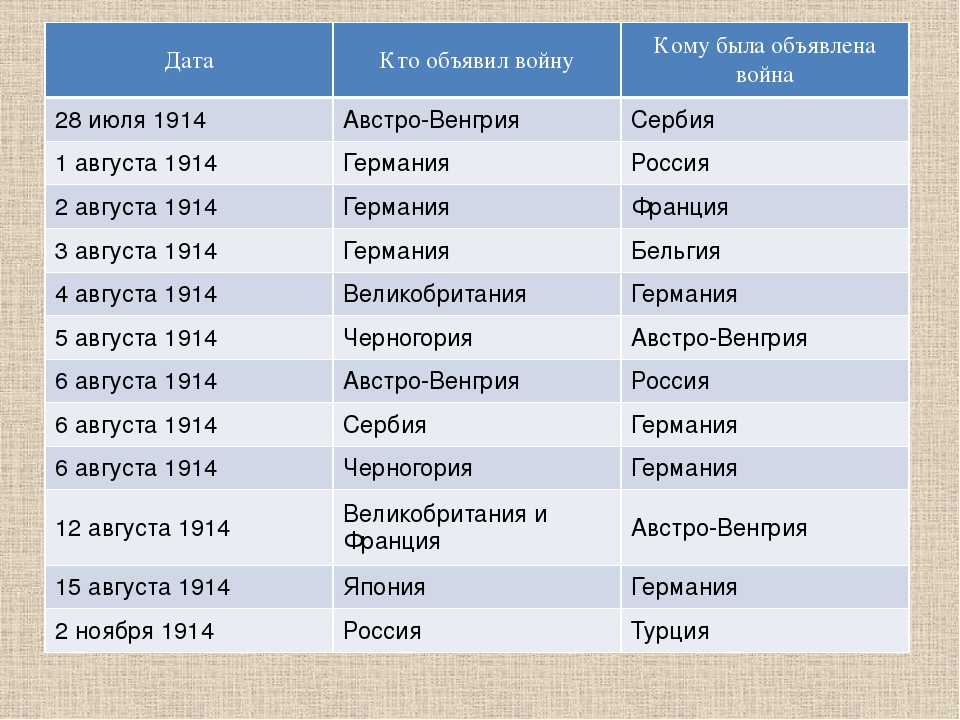 Дата Кто объявил войну Кому была объявлена
война
28 июля 1914 Австро-Венгрия Сербия
1 августа 1914 Германия Россия
2 августа 1914 Германия Франция
3 августа 1914 Германия Бельгия
4 августа 1914 Великобритания Германия
5 августа 1914 Черногория Австро-Венгрия
6 августа 1914 Австро-Венгрия Россия
6 августа 1914 Сербия Германия
6 августа 1914 Черногория Германия
12 августа 1914 Великобритания и
Франция Австро-Венгрия
15 августа 1914 Япония Германия
2 ноября 1914 Россия Турция